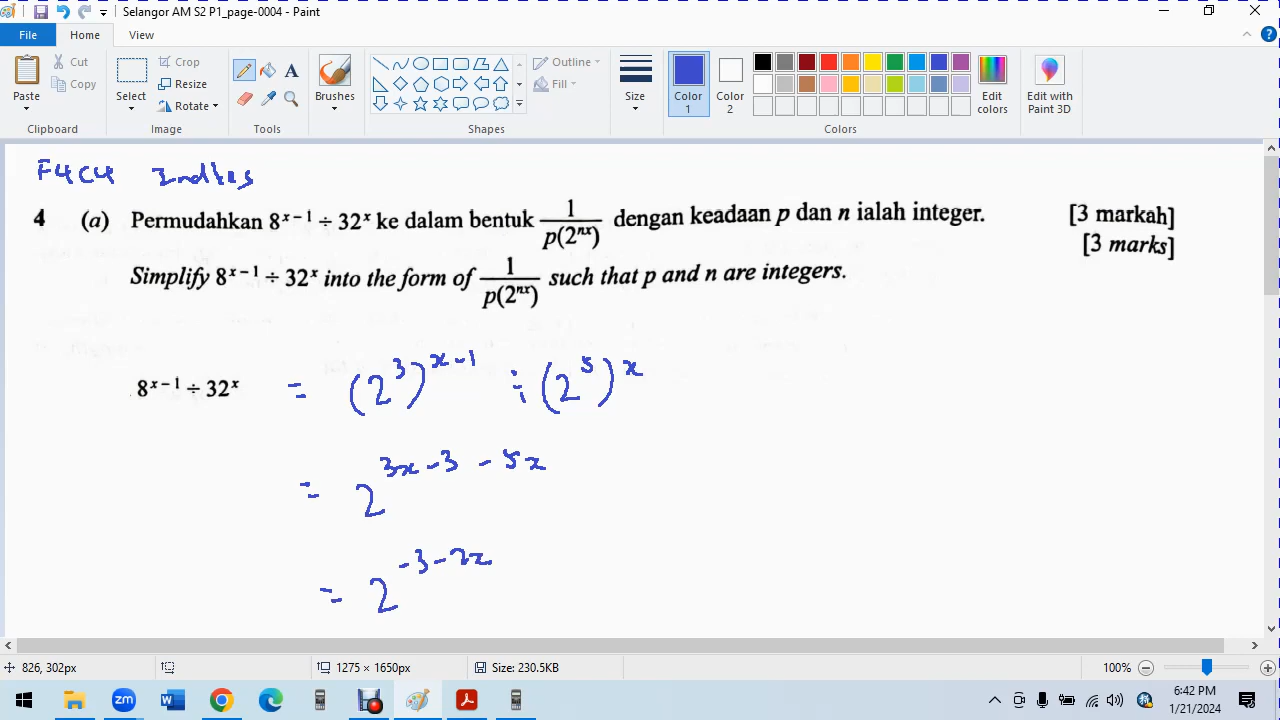 Selangor AM S2 P1_page-0004 - Paint
File Home View
Paste Cut Copy Clipboard
Select Crop Resize Rotate Image
Tools
Brushes
Outline Fill Shapes
Size
Color 1 Color 2 Edit colors Edit with Paint 3D Colors
F4C4 Indices
4 (a) Permudahkan 8^{x-1} ÷ 32^x ke dalam bentuk \frac{1}{p(2^{nx})} dengan keadaan p dan n ialah integer. [3 markah]
[3 marks]
Simplify 8^{x-1} ÷ 32^x into the form of \frac{1}{p(2^{nx})} such that p and n are integers.
8^{x-1} ÷ 32^x = (2^3)^{x-1} ÷ (2^5)^x
= 2^{3x-3-5x}
= 2^{-3-2x}
826, 302px 1275 × 1650px Size: 230.5KB 100%
zm W 6:42 PM
1/21/2024